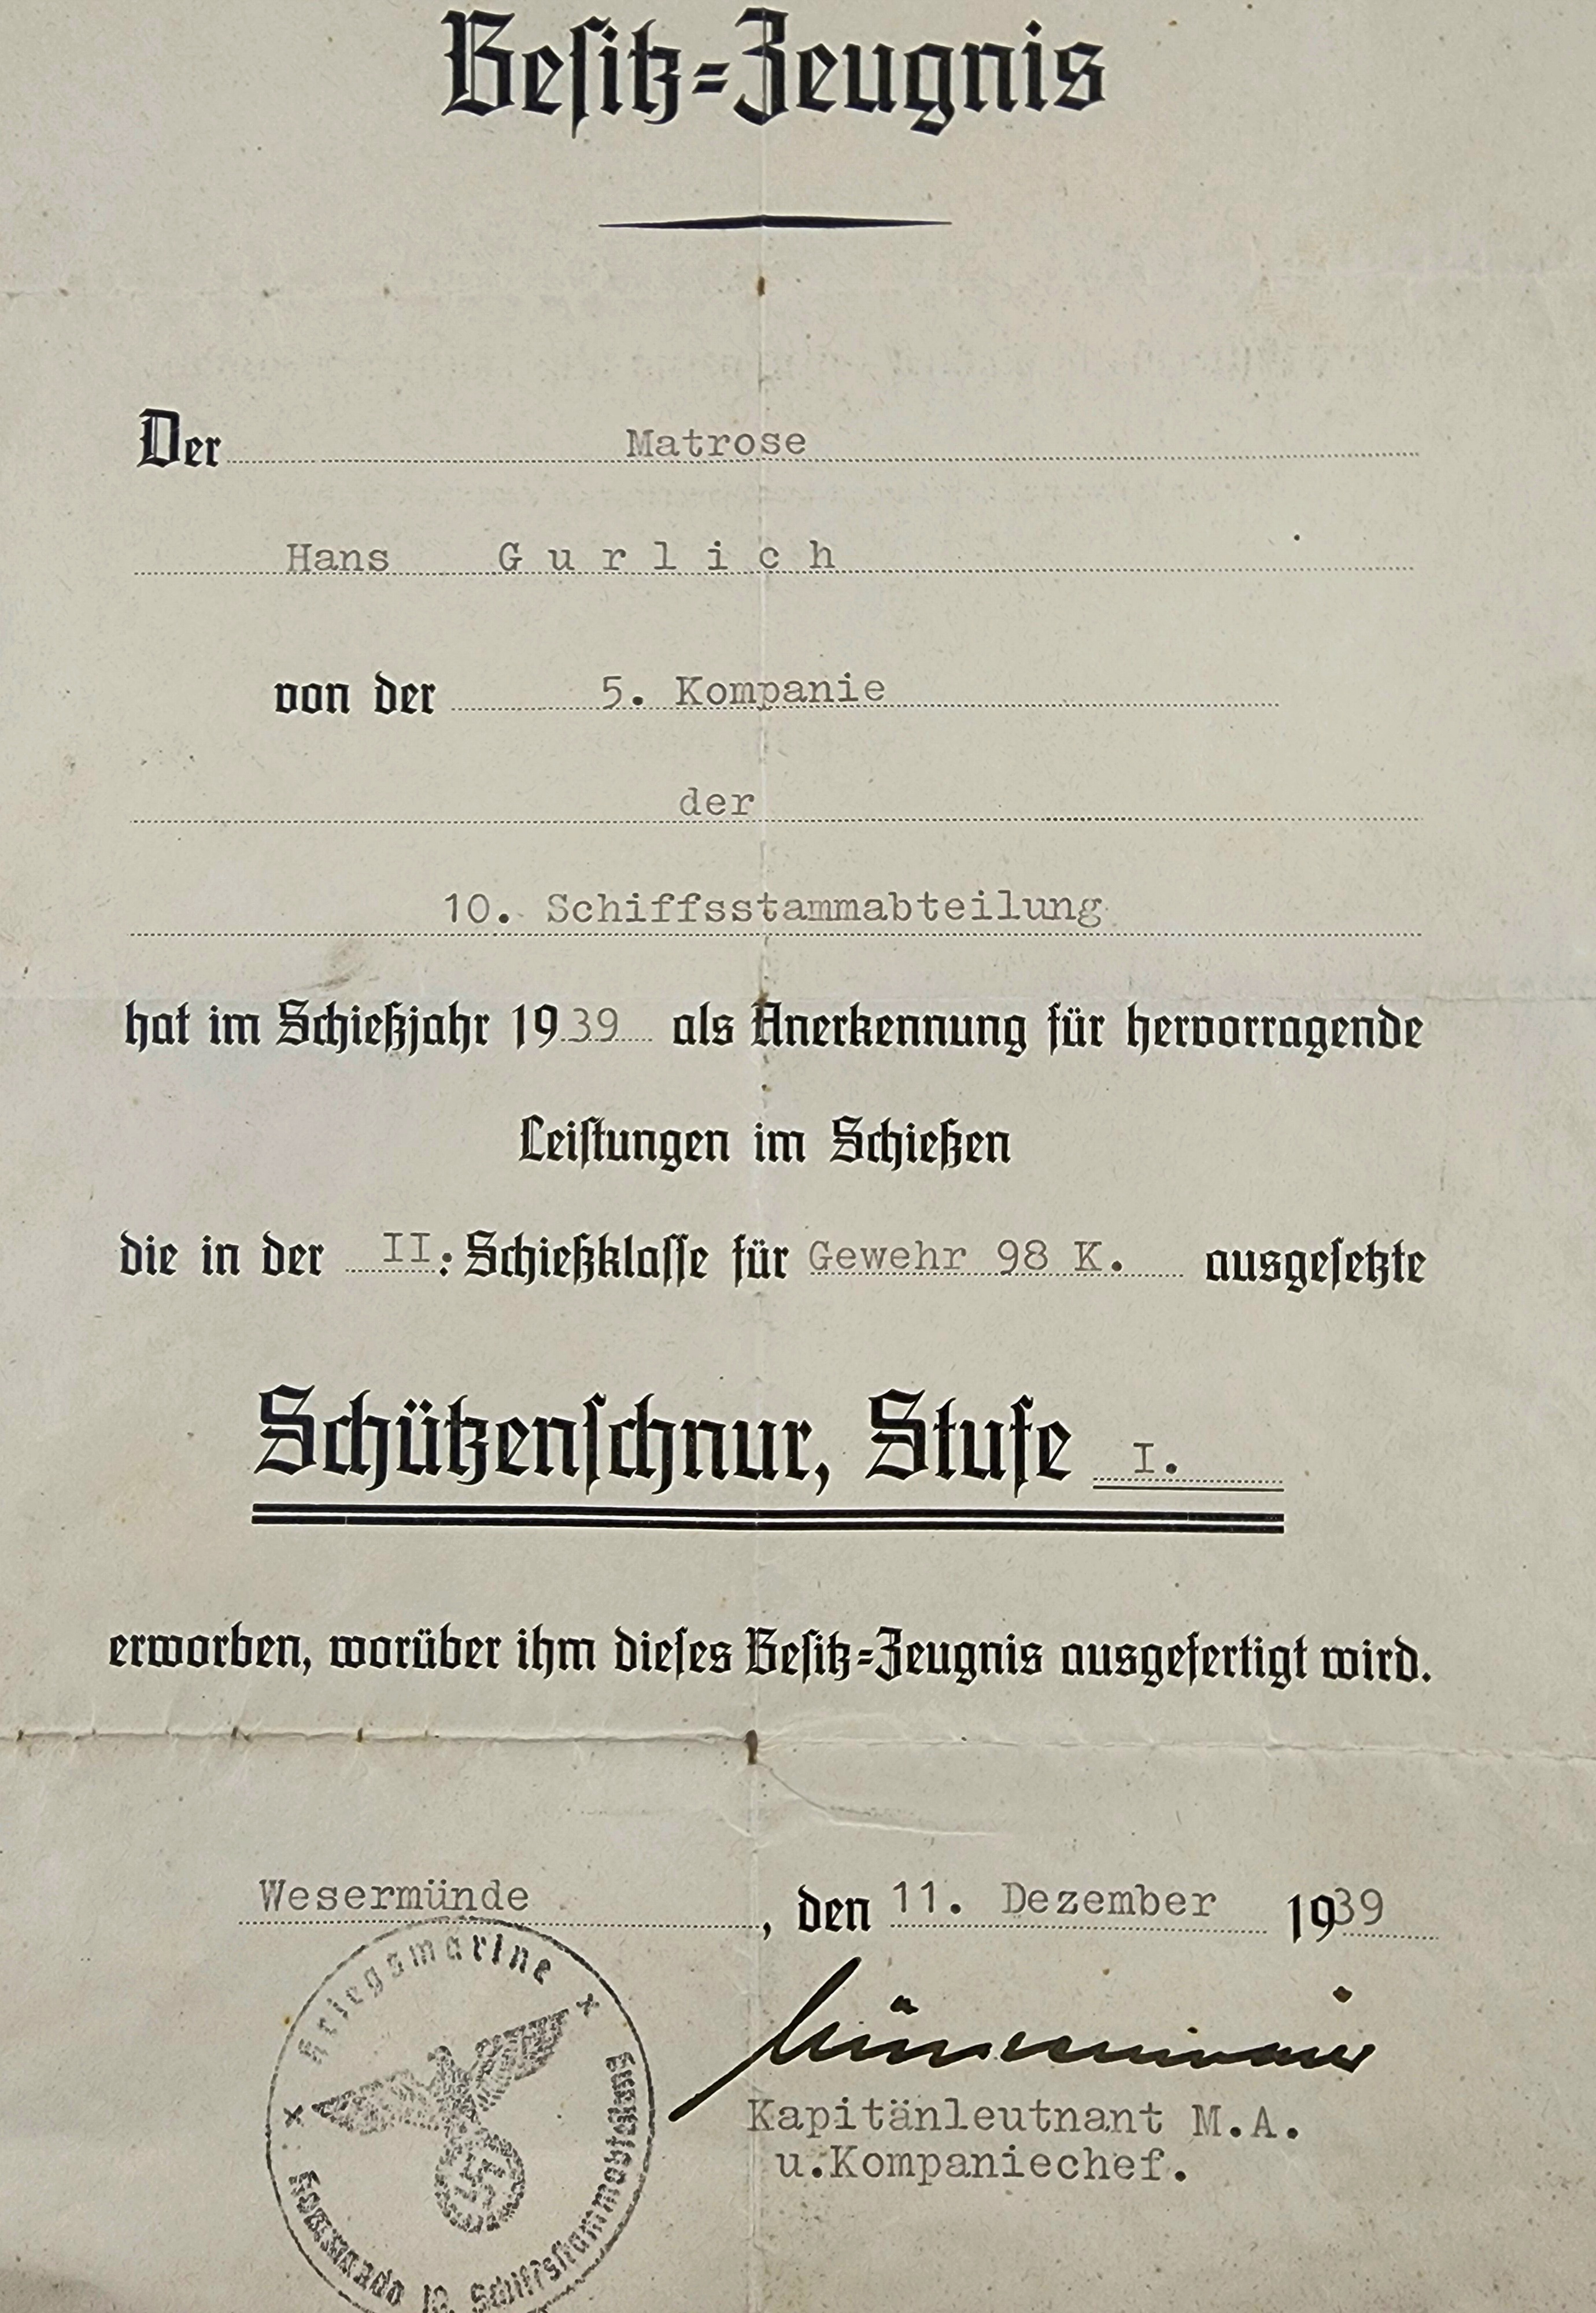 Besitz=Zeugnis
Der Matrose
Hans Gurlich
von der 5. Kompanie
der
10. Schiffsstammabteilung
hat im Schießjahr 1939 als Anerkennung für hervorragende
Leistungen im Schießen
die in der II. Schießklasse für Gewehr 98 K. ausgesetzte
Schützenschnur, Stufe I.
erworben, worüber ihm dieses Besitz=Zeugnis ausgefertigt wird.
Wesermünde, den 11. Dezember 1939
Kapitänleutnant M.A.
u.Kompaniechef.
Kriegsmarine
Kommando 10. Schiffsstammabteilung